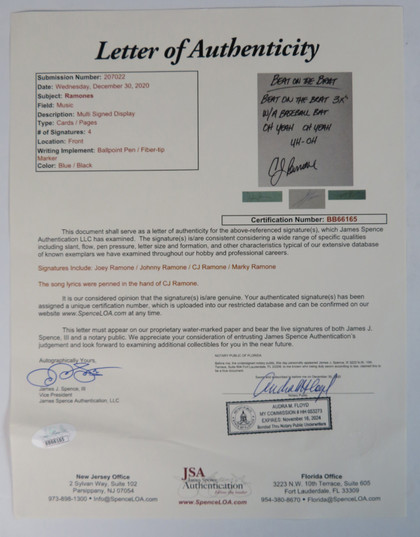 Letter of Authenticity
Submission Number: 207022
Date: Wednesday, December 30, 2020
Subject: Ramones
Field: Music
Description: Multi Signed Display
Type: Cards / Pages
# of Signatures: 4
Location: Front
Writing Implement: Ballpoint Pen / Fiber-tip
Marker
Color: Blue / Black
BEAT ON THE BRAT
BEAT ON THE BRAT 3X
W/A BASEBALL BAT
OH YEAH OH YEAH
UH-OH
CJ Ramone
Certification Number: BB66165
This document shall serve as a letter of authenticity for the above-referenced signature(s), which James Spence
Authentication LLC has examined. The signature(s) is/are consistent considering a wide range of specific qualities
including slant, flow, pen pressure, letter size and formation, and other characteristics typical of our extensive database
of known exemplars we have examined throughout our hobby and professional careers.
Signatures Include: Joey Ramone / Johnny Ramone / CJ Ramone / Marky Ramone
The song lyrics were penned in the hand of CJ Ramone.
It is our considered opinion that the signature(s) is/are genuine. Your authenticated signature(s) has been
assigned a unique certification number, which is uploaded into our restricted database and can be confirmed on our
website www.SpenceLOA.com at any time.
This letter must appear on our proprietary water-marked paper and bear the live signatures of both James J.
Spence, III and a notary public. We appreciate your consideration of entrusting James Spence Authentication's
judgement and look forward to examining additional collectibles for you in the near future.
Autographically Yours,
James J. Spence, III
Vice President
James Spence Authentication, LLC
NOTARY PUBLIC OF FLORIDA
AUDRA M. FLOYD
EXPIRES: November 16, 2024
Bonded Thru Notary Public Underwriters
BB66165
New Jersey Office
2 Sylvan Way, Suite 102
Parsippany, NJ 07054
973-898-1300 • Info@SpenceLOA.com
JSA
James Spence
Authentication
Florida Office
3223 N.W. 10th Terrace, Suite 605
Fort Lauderdale, FL 33309
954-380-8670 • Florida@SpenceLOA.com